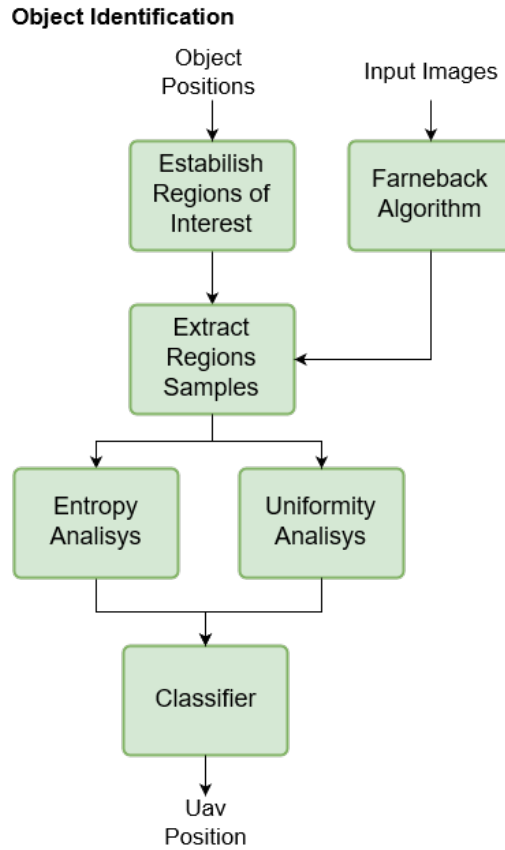 Object Identification
Object
Positions
Input Images
Estabilish
Regions of
Interest
Farneback
Algorithm
Extract
Regions
Samples
Entropy
Analisys
Uniformity
Analisys
Classifier
Uav
Position